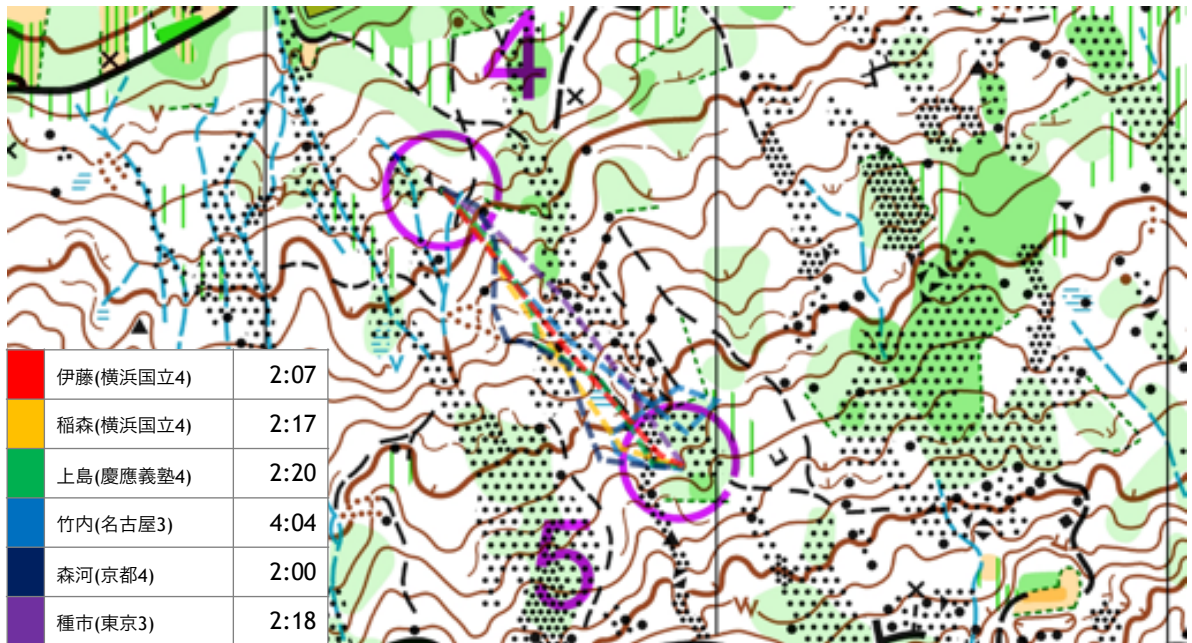 4
伊藤(横浜国立4) 2:07
稲森(横浜国立4) 2:17
上島(慶應義塾4) 2:20
竹内(名古屋3) 4:04
森河(京都4) 2:00
種市(東京3) 2:18
5